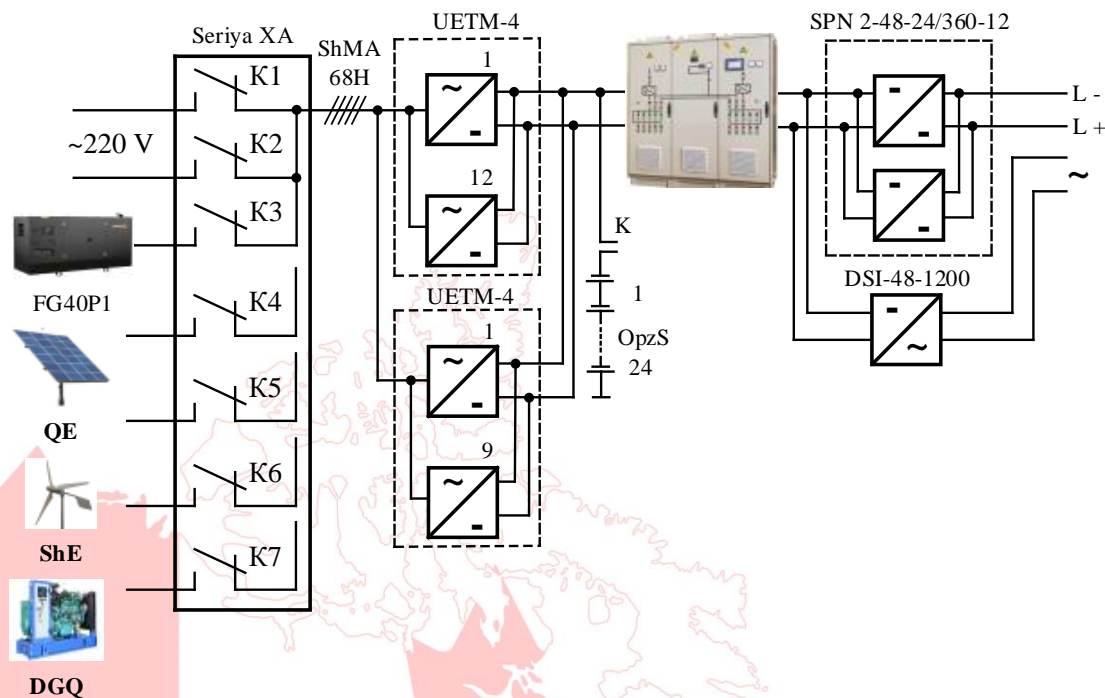 Seriya XA
ShMA
68H
UETM-4
SPN 2-48-24/360-12
~220 V
K1
K2
K3
K4
K5
K6
K7
FG40P1
QE
ShE
DGQ
1
12
UETM-4
1
9
K
1
OpzS
24
L -
L +
~
DSI-48-1200